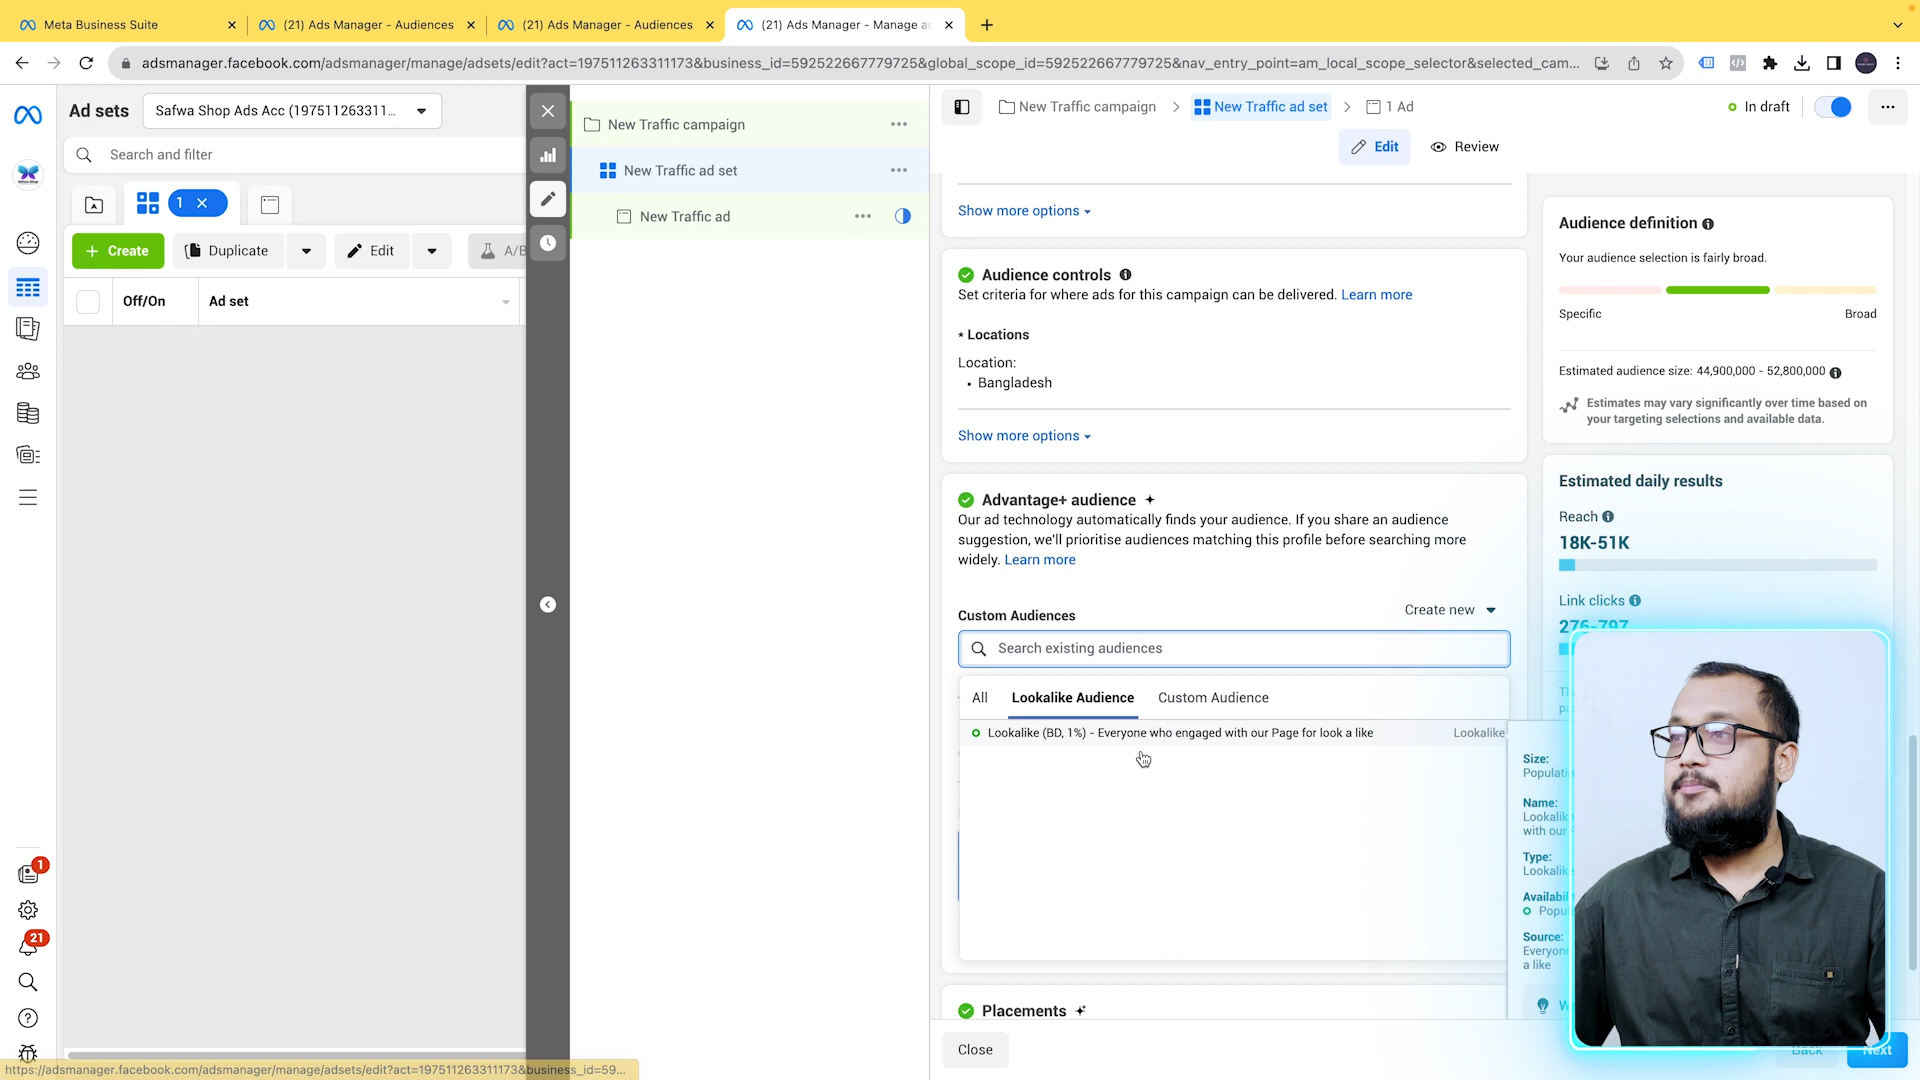 Meta Business Suite
(21) Ads Manager - Audiences
(21) Ads Manager - Audiences
(21) Ads Manager - Manage ad
adsmanager.facebook.com/adsmanager/manage/adsets/edit?act=197511263311173&business_id=592522667779725&global_scope_id=592522667779725&nav_entry_point=am_local_scope_selector&selected_cam...
Ad sets
Safwa Shop Ads Acc (197511263311...
Search and filter
1
Create
Duplicate
Edit
A/B
Off/On
Ad set
1
21
https://adsmanager.facebook.com/adsmanager/manage/adsets/edit?act=197511263311173&business_id=59...
New Traffic campaign
New Traffic ad set
New Traffic ad
New Traffic campaign
New Traffic ad set
1 Ad
In draft
Edit
Review
Show more options
Audience controls
Set criteria for where ads for this campaign can be delivered. Learn more
* Locations
Location:
• Bangladesh
Show more options
Advantage+ audience
Our ad technology automatically finds your audience. If you share an audience
suggestion, we'll prioritise audiences matching this profile before searching more
widely. Learn more
Custom Audiences
Create new
Search existing audiences
All
Lookalike Audience
Custom Audience
Lookalike (BD, 1%) - Everyone who engaged with our Page for look a like
Lookalike
Placements
Close
Audience definition
Your audience selection is fairly broad.
Specific
Broad
Estimated audience size: 44,900,000 - 52,800,000
Estimates may vary significantly over time based on
your targeting selections and available data.
Estimated daily results
Reach
18K-51K
Link clicks
276-797
Size:
Name:
with our
Type:
Source:
a like
Back
Next